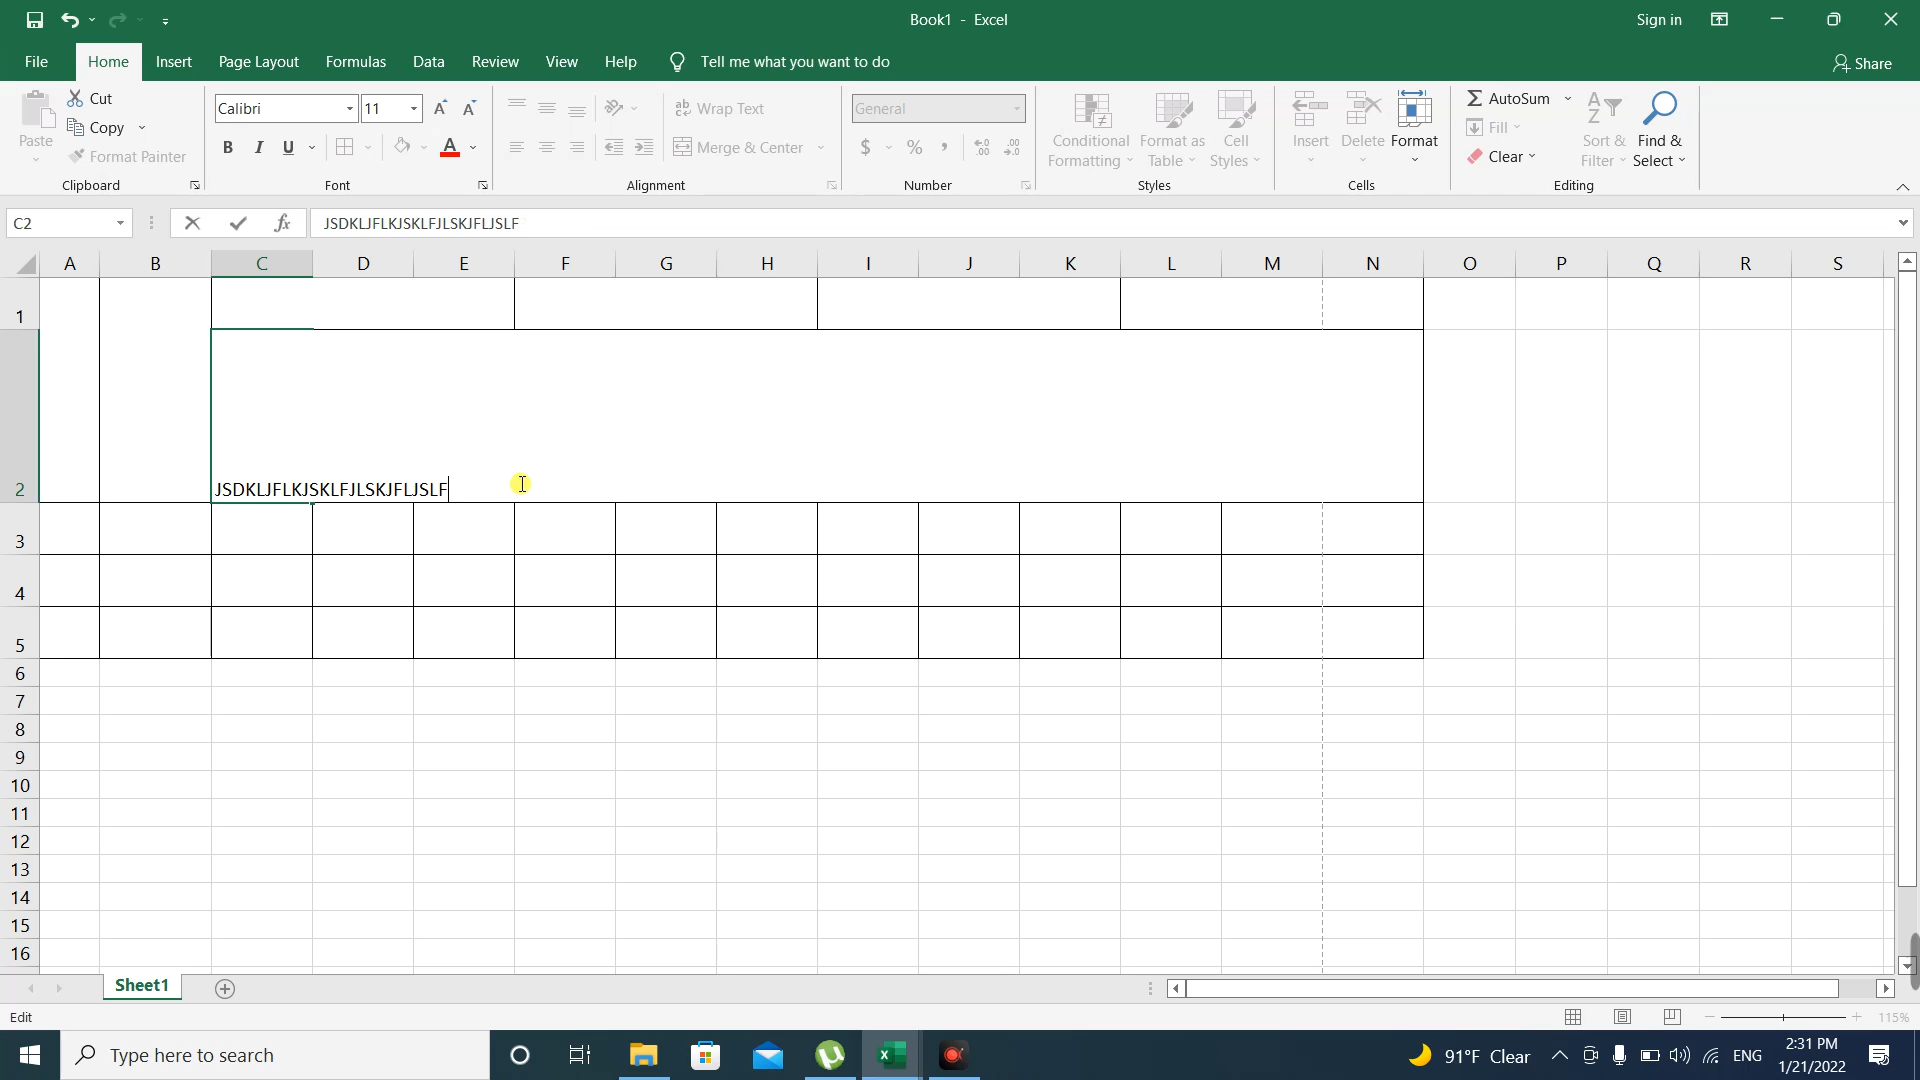 Book1 - Excel
Sign in
File Home Insert Page Layout Formulas Data Review View Help Tell me what you want to do
Share
Paste
Cut
Copy
Format Painter
Clipboard
Calibri 11
B I U
Font
Wrap Text
Merge & Center
Alignment
General
$ % ,
Number
Conditional Formatting
Format as Table
Cell Styles
Styles
Insert
Delete
Format
Cells
AutoSum
Fill
Clear
Sort & Filter
Find & Select
Editing
C2
fx
JSDKLJFLKJSKLFJLSKJFLJSLF
A B C D E F G H I J K L M N O P Q R S
1
2
JSDKLJFLKJSKLFJLSKJFLJSLF
3
4
5
6
7
8
9
10
11
12
13
14
15
16
Sheet1
Edit
115%
Type here to search
91°F Clear
ENG
2:31 PM
1/21/2022